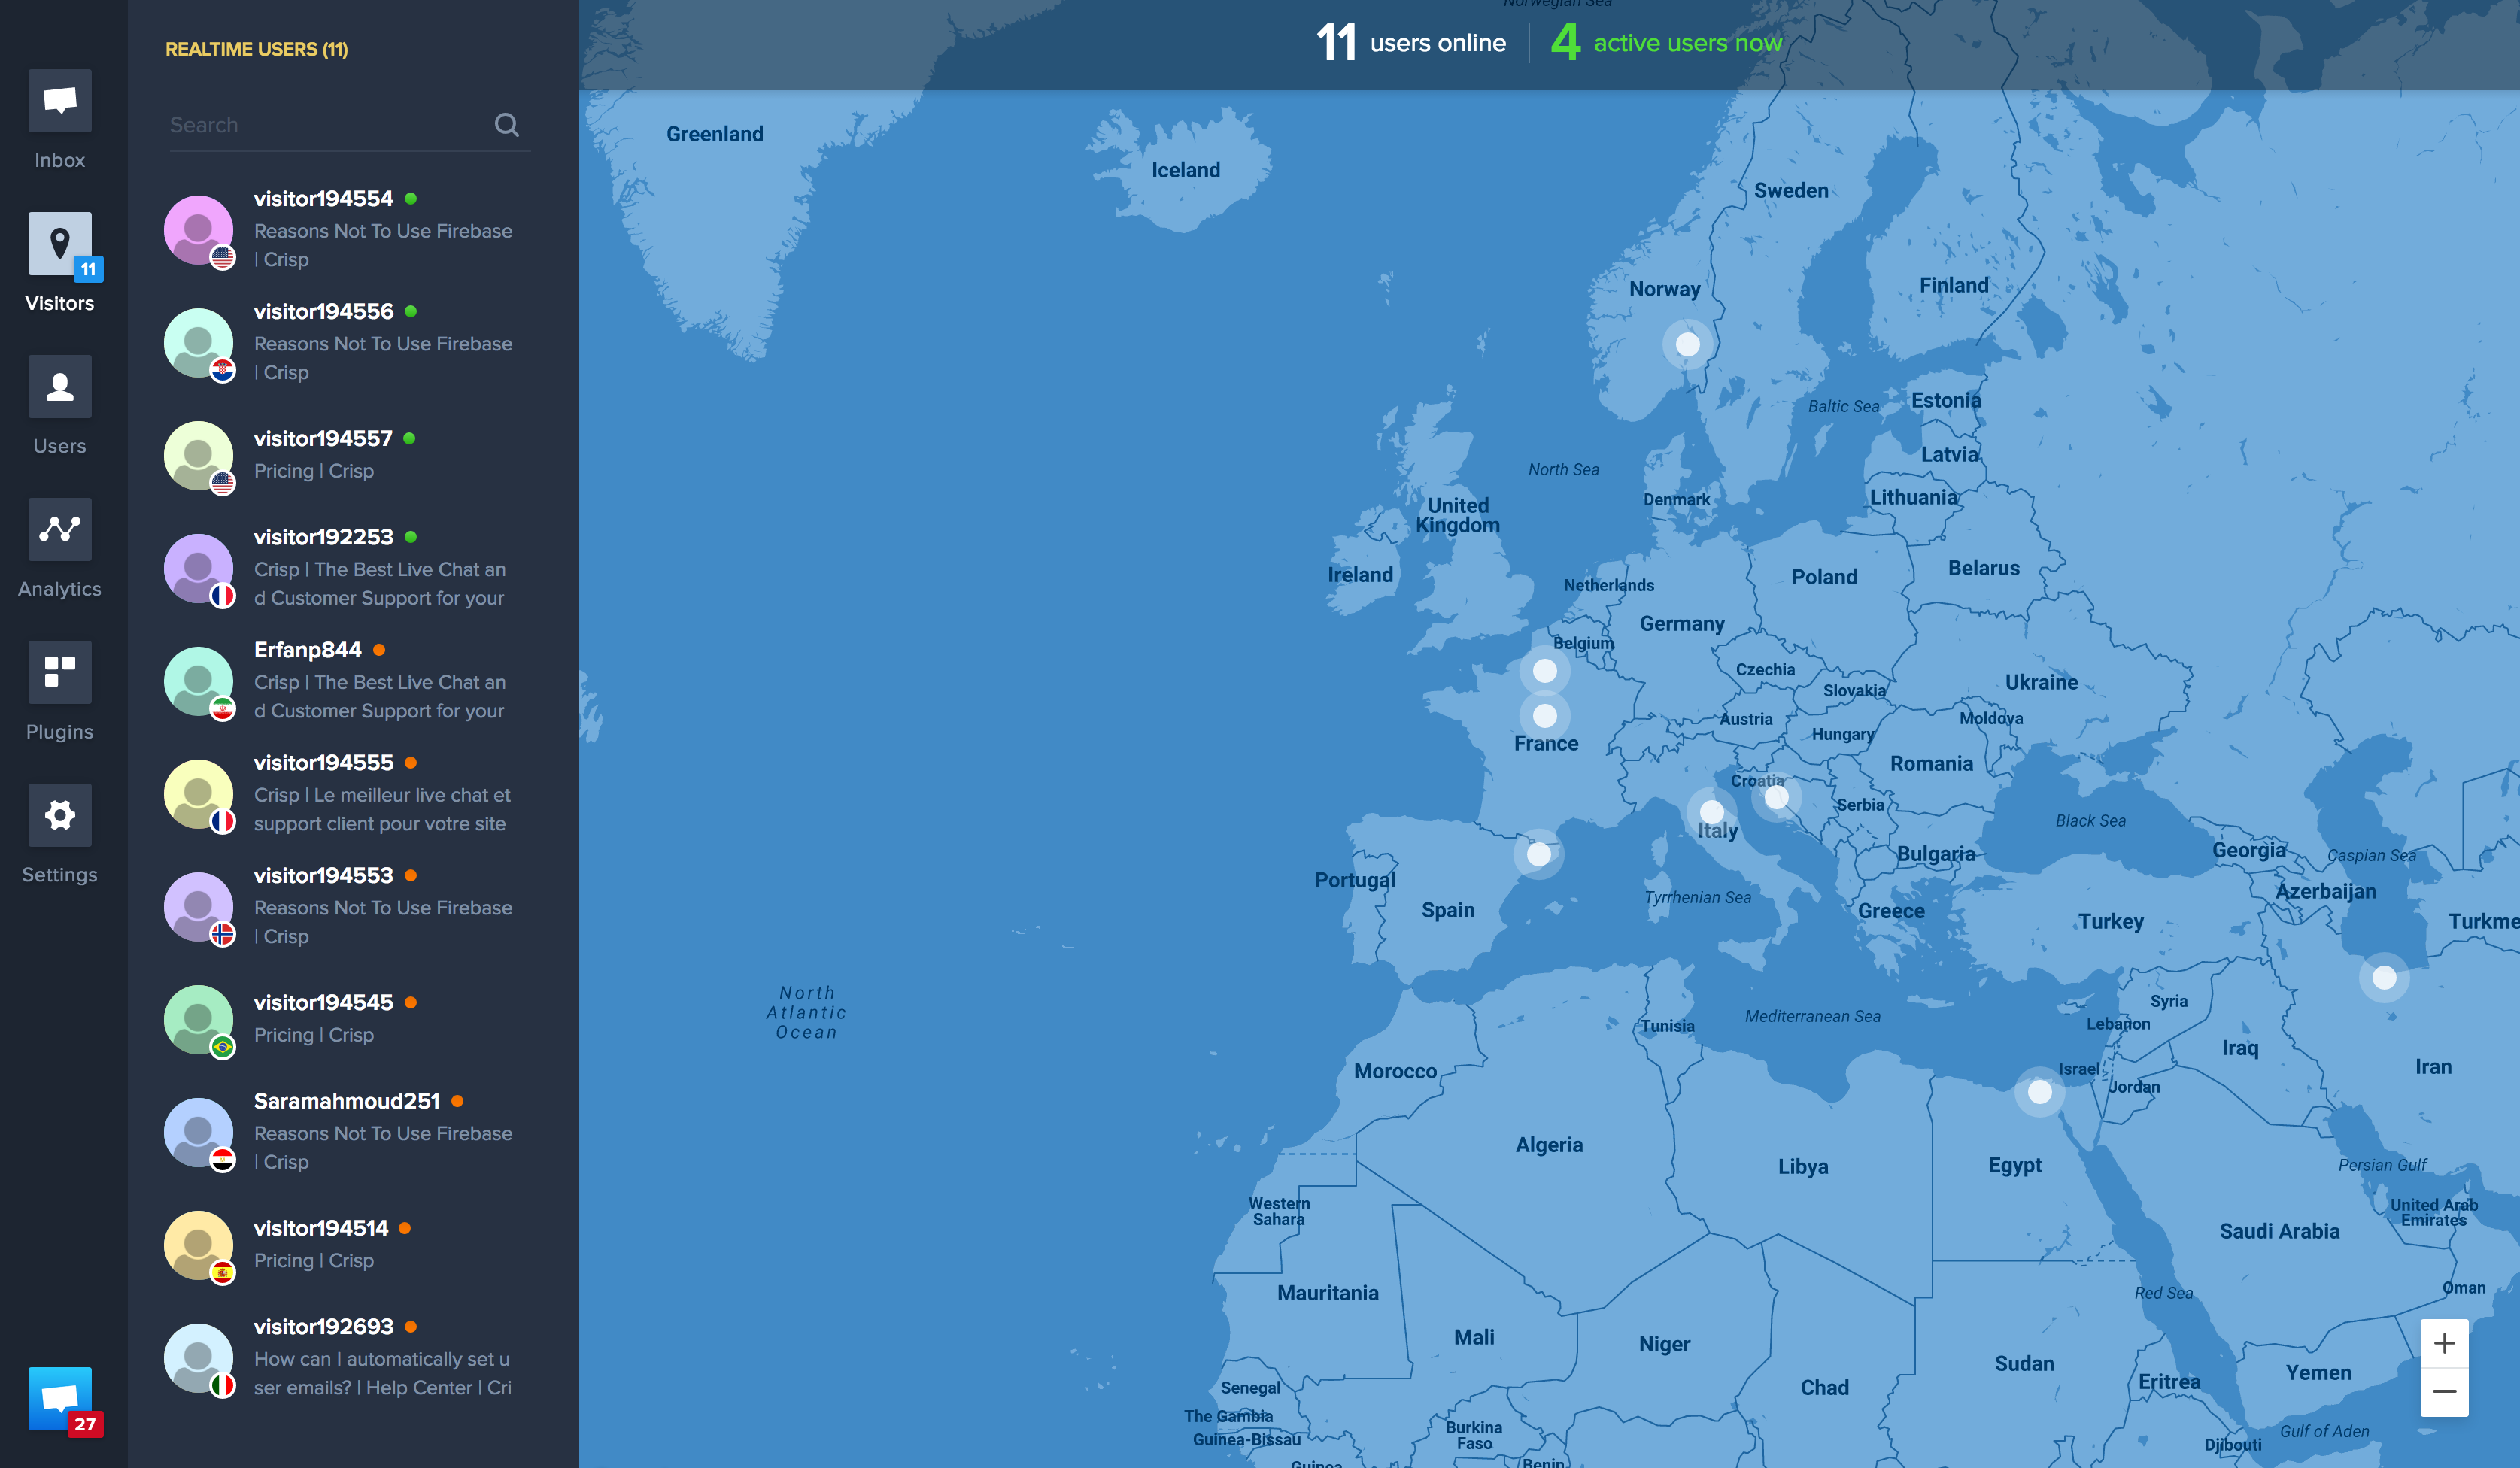 REALTIME USERS (11)
Search
Inbox
11
Visitors
Users
Analytics
Plugins
Settings
27
visitor194554
Reasons Not To Use Firebase
| Crisp
visitor194556
Reasons Not To Use Firebase
| Crisp
visitor194557
Pricing | Crisp
visitor192253
Crisp | The Best Live Chat an
d Customer Support for your
Erfanp844
Crisp | The Best Live Chat an
d Customer Support for your
visitor194555
Crisp | Le meilleur live chat et
support client pour votre site
visitor194553
Reasons Not To Use Firebase
| Crisp
visitor194545
Pricing | Crisp
Saramahmoud251
Reasons Not To Use Firebase
| Crisp
visitor194514
Pricing | Crisp
visitor192693
How can I automatically set u
ser emails? | Help Center | Cri
Norwegian Sea
11 users online
4 active users now
Greenland
Iceland
Sweden
Norway
Finland
Estonia
Baltic Sea
Latvia
North Sea
Denmark
Lithuania
United
Kingdom
Ireland
Netherlands
Poland
Belarus
Germany
Belgium
Czechia
Slovakia
Ukraine
Austria
Moldova
Hungary
France
Romania
Croatia
Serbia
Italy
Black Sea
Bulgaria
Georgia
Caspian Sea
Portugal
Azerbaijan
Tyrrhenian Sea
Spain
Greece
Turkey
Turkme
North
Atlantic
Ocean
Syria
Mediterranean Sea
Lebanon
Tunisia
Iraq
Morocco
Israel
Iran
Jordan
Algeria
Libya
Egypt
Persian Gulf
Western
Sahara
United Arab
Emirates
Saudi Arabia
Mauritania
Red Sea
Oman
Mali
Niger
Sudan
Yemen
Eritrea
Senegal
Chad
The Gambia
Burkina
Faso
Guinea-Bissau
Gulf of Aden
Djibouti
Guinea
Benin